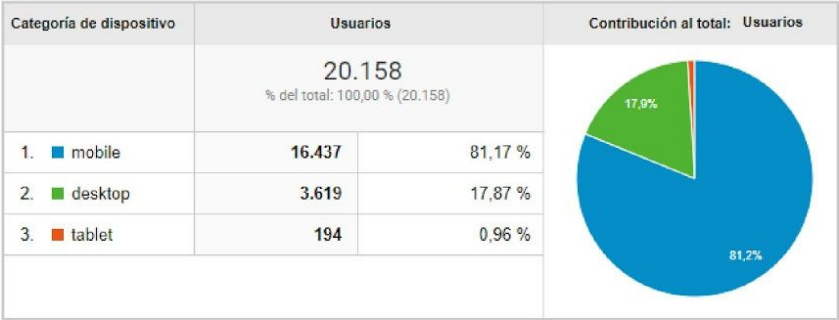 Categoría de dispositivo Usuarios Contribución al total: Usuarios
20.158
% del total: 100,00 % (20.158)
1. mobile 16.437 81,17 %
2. desktop 3.619 17,87 %
3. tablet 194 0,96 %
17,9%
81,2%